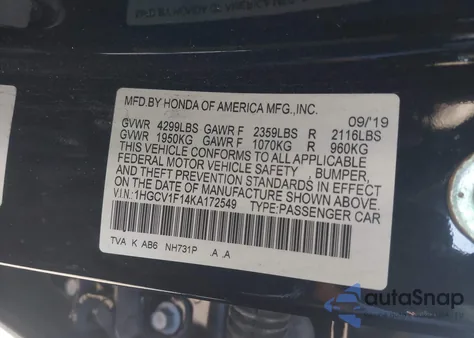 MFD.BY HONDA OF AMERICA MFG.,INC.
09/'19
GVWR 4299LBS GAWR F 2359LBS R 2116LBS
GVWR 1950KG GAWR F 1070KG R 960KG
THIS VEHICLE CONFORMS TO ALL APPLICABLE
FEDERAL MOTOR VEHICLE SAFETY , BUMPER,
AND THEFT PREVENTION STANDARDS IN EFFECT
ON THE DATE OF MANUFACTURE SHOWN ABOVE.
V.I.N:1HGCV1F14KA172549 TYPE:PASSENGER CAR
TVA K AB6 NH731P .A .A
autoSnap